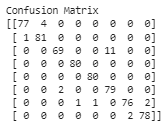 Confusion Matrix
[[77  4  0  0  0  0  0  0]
 [ 1 81  0  0  0  0  0  0]
 [ 0  0 69  0  0 11  0  0]
 [ 0  0  0 80  0  0  0  0]
 [ 0  0  0  0 80  0  0  0]
 [ 0  0  2  0  0 79  0  0]
 [ 0  0  0  1  1  0 76  2]
 [ 0  0  0  0  0  0  2 78]]